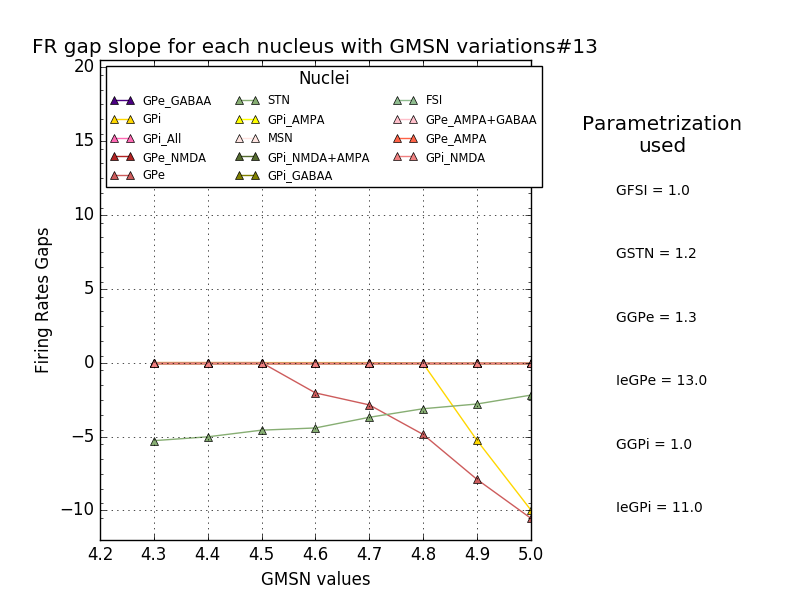 FR gap slope for each nucleus with GMSN variations#13
Nuclei
GPe_GABAA
GPi
GPi_All
GPe_NMDA
GPe
STN
GPi_AMPA
MSN
GPi_NMDA+AMPA
GPi_GABAA
FSI
GPe_AMPA+GABAA
GPe_AMPA
GPi_NMDA
20
15
10
5
0
−5
−10
Firing Rates Gaps
4.2 4.3 4.4 4.5 4.6 4.7 4.8 4.9 5.0
GMSN values
Parametrization
used
GFSI = 1.0
GSTN = 1.2
GGPe = 1.3
IeGPe = 13.0
GGPi = 1.0
IeGPi = 11.0